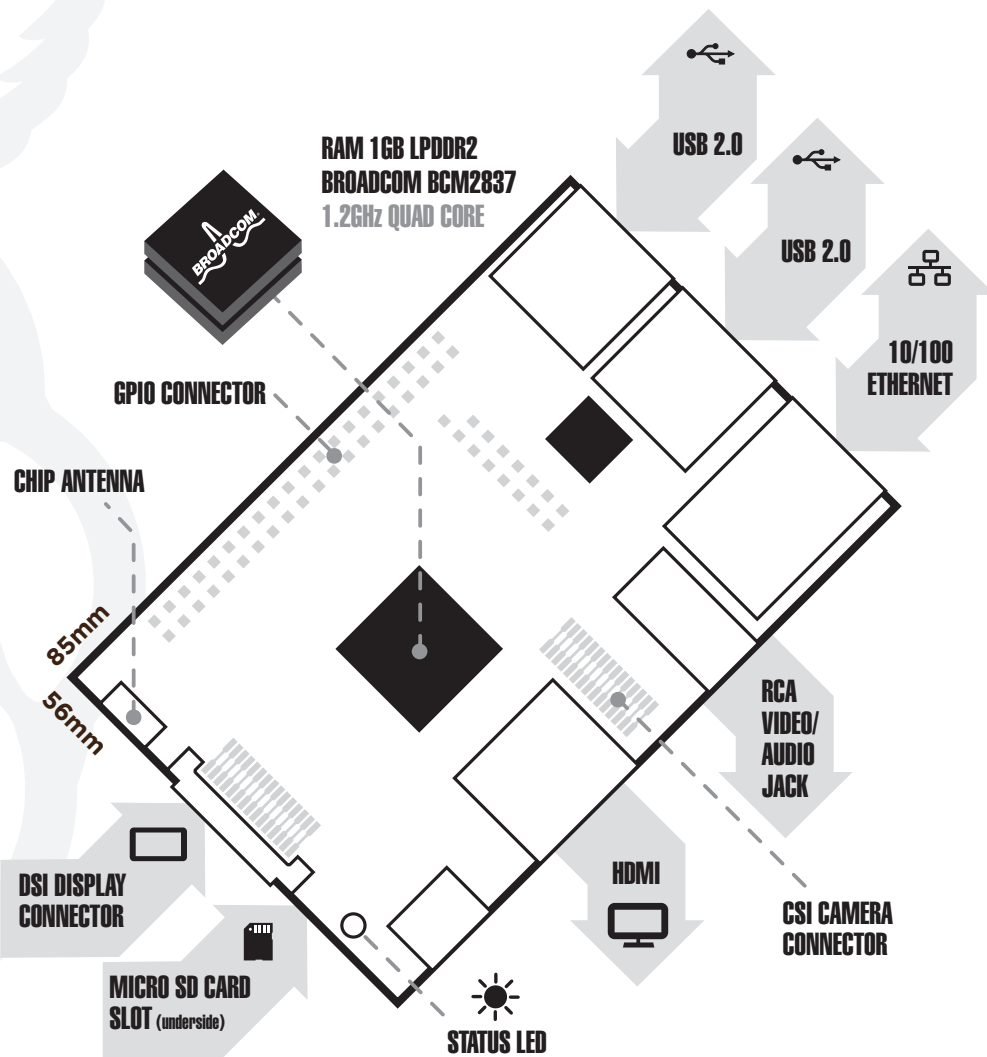 USB 2.0
RAM 1GB LPDDR2
BROADCOM BCM2837
1.2GHz QUAD CORE
BROADCOM
USB 2.0
10/100
ETHERNET
GPIO CONNECTOR
CHIP ANTENNA
85mm
56mm
RCA
VIDEO/
AUDIO
JACK
DSI DISPLAY
CONNECTOR
HDMI
CSI CAMERA
CONNECTOR
MICRO SD CARD
SLOT (underside)
STATUS LED